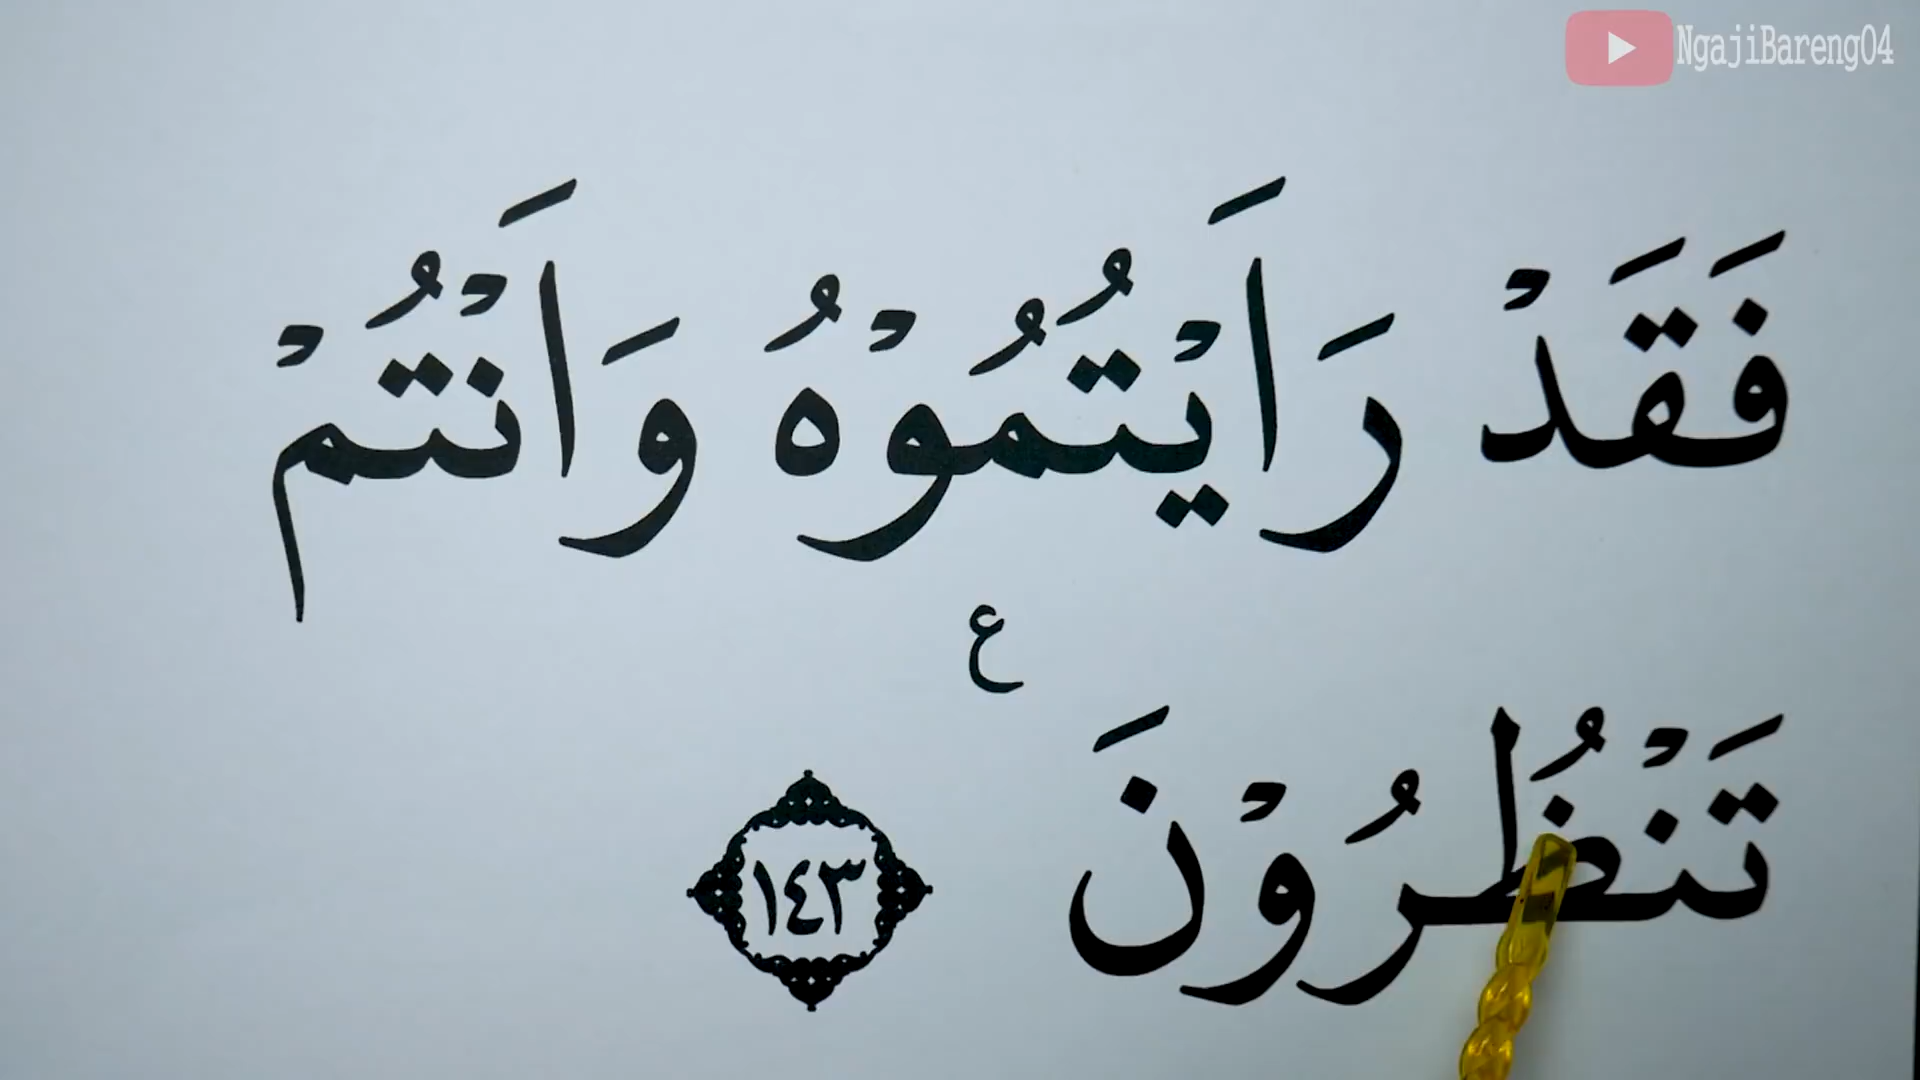 NgajiBareng04
فَقَدْ رَاَيْتُمُوْهُ وَاَنْتُمْ
ع
تَنْظُرُوْنَ ١٤٣